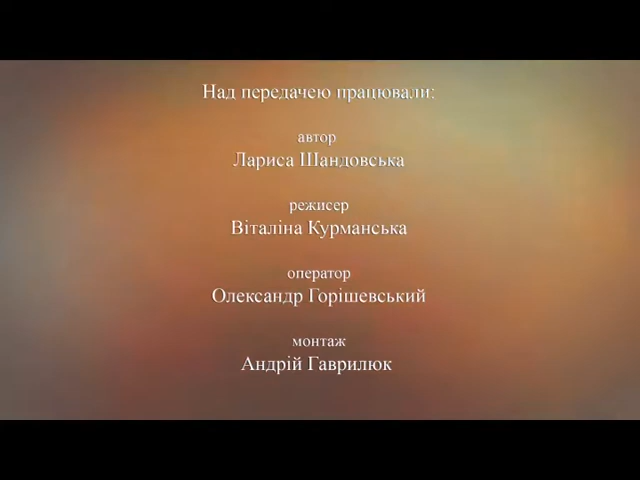 Над передачею працювали:
автор
Лариса Шандовська
режисер
Віталіна Курманська
оператор
Олександр Горішевський
монтаж
Андрій Гаврилюк